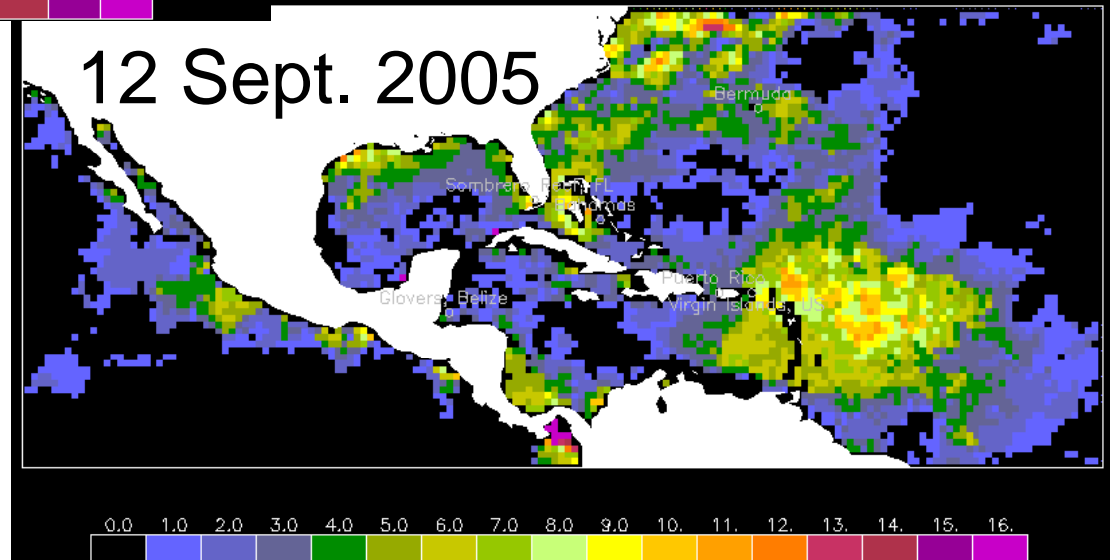 12 Sept. 2005
Bermuda
Sombrero Reef, FL
Bahamas
Puerto Rico
Virgin Islands, US
Glovers, Belize
0.0 1.0 2.0 3.0 4.0 5.0 6.0 7.0 8.0 9.0 10. 11. 12. 13. 14. 15. 16.